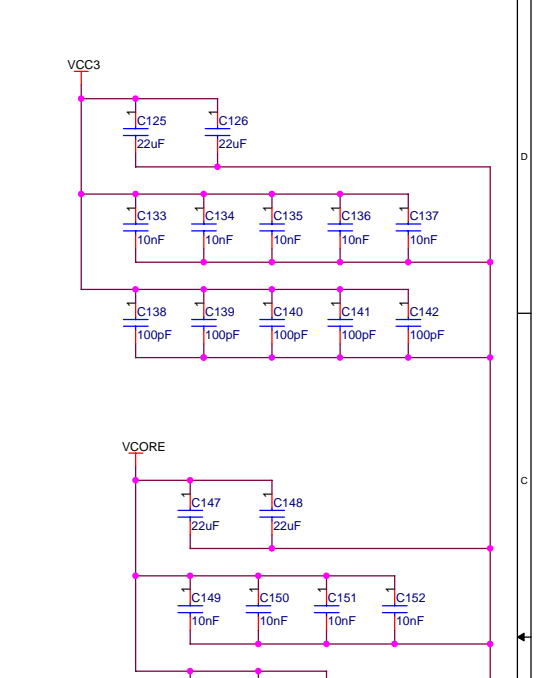 VCC3
C125 C126
22uF 22uF
D
C133 C134 C135 C136 C137
10nF 10nF 10nF 10nF 10nF
C138 C139 C140 C141 C142
100pF 100pF 100pF 100pF 100pF
VCORE
C
C147 C148
22uF 22uF
C149 C150 C151 C152
10nF 10nF 10nF 10nF